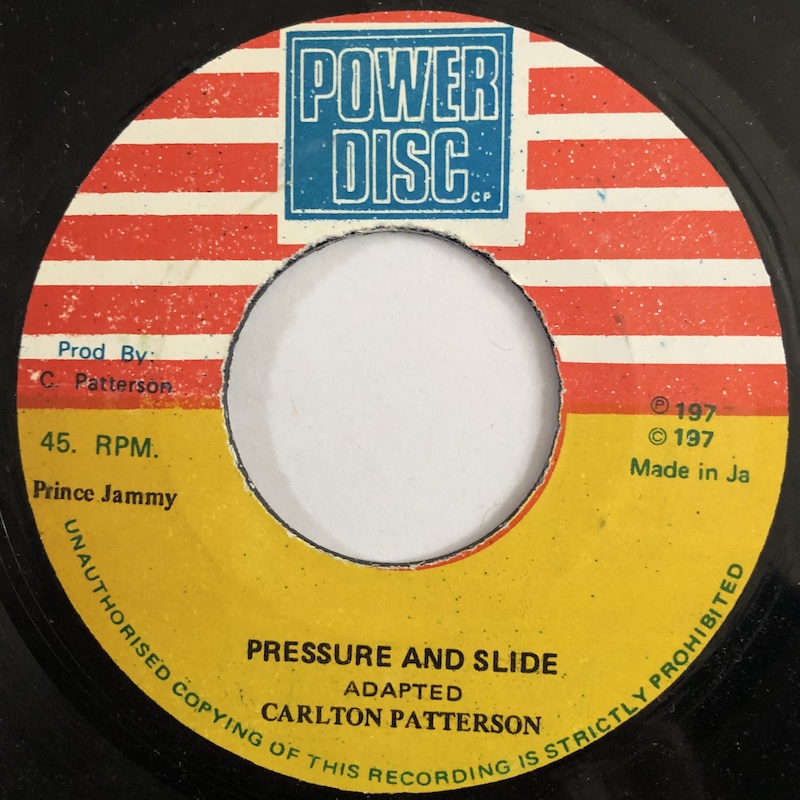 POWER
DISC
CP
Prod By:
C. Patterson
45. RPM.
Prince Jammy
℗ 197
© 197
Made in Ja
PRESSURE AND SLIDE
ADAPTED
CARLTON PATTERSON
UNAUTHORISED COPYING OF THIS RECORDING IS STRICTLY PROHIBITED